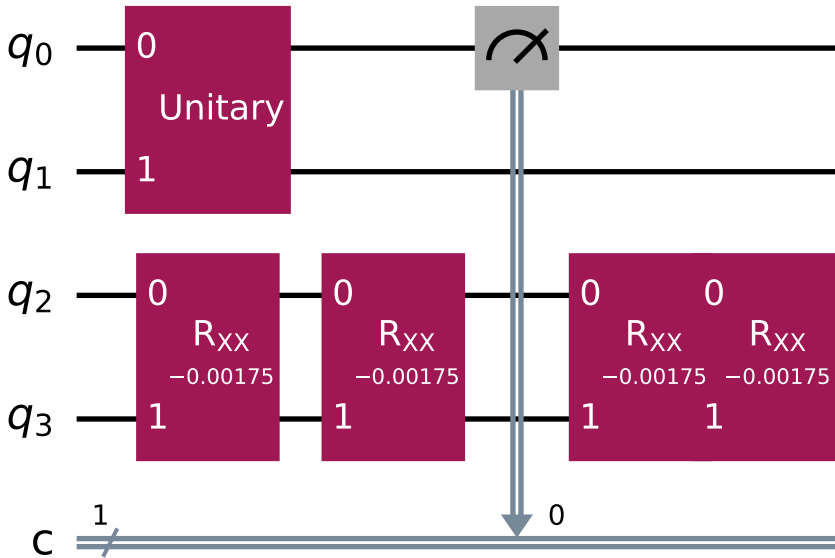 q0 0
Unitary
q1 1
q2 0 0 0 0
RXX RXX RXX RXX
−0.00175 −0.00175 −0.00175 −0.00175
q3 1 1 1 1
1 0
c